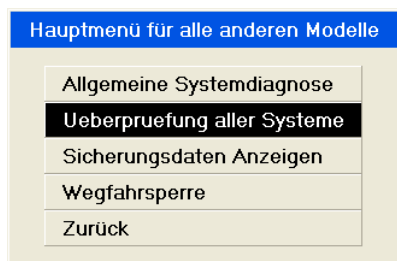 Hauptmenü für alle anderen Modelle
Allgemeine Systemdiagnose
Ueberpruefung aller Systeme
Sicherungsdaten Anzeigen
Wegfahrsperre
Zurück